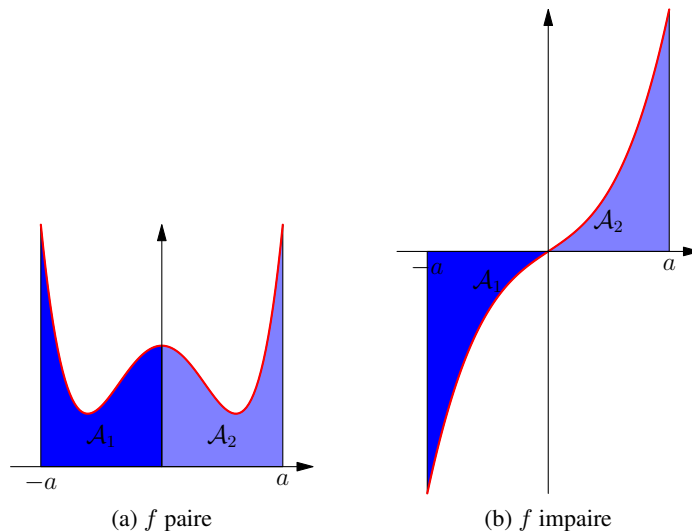 𝒜₁
𝒜₂
−a
a
(a) f paire
𝒜₂
𝒜₁
−a
a
(b) f impaire